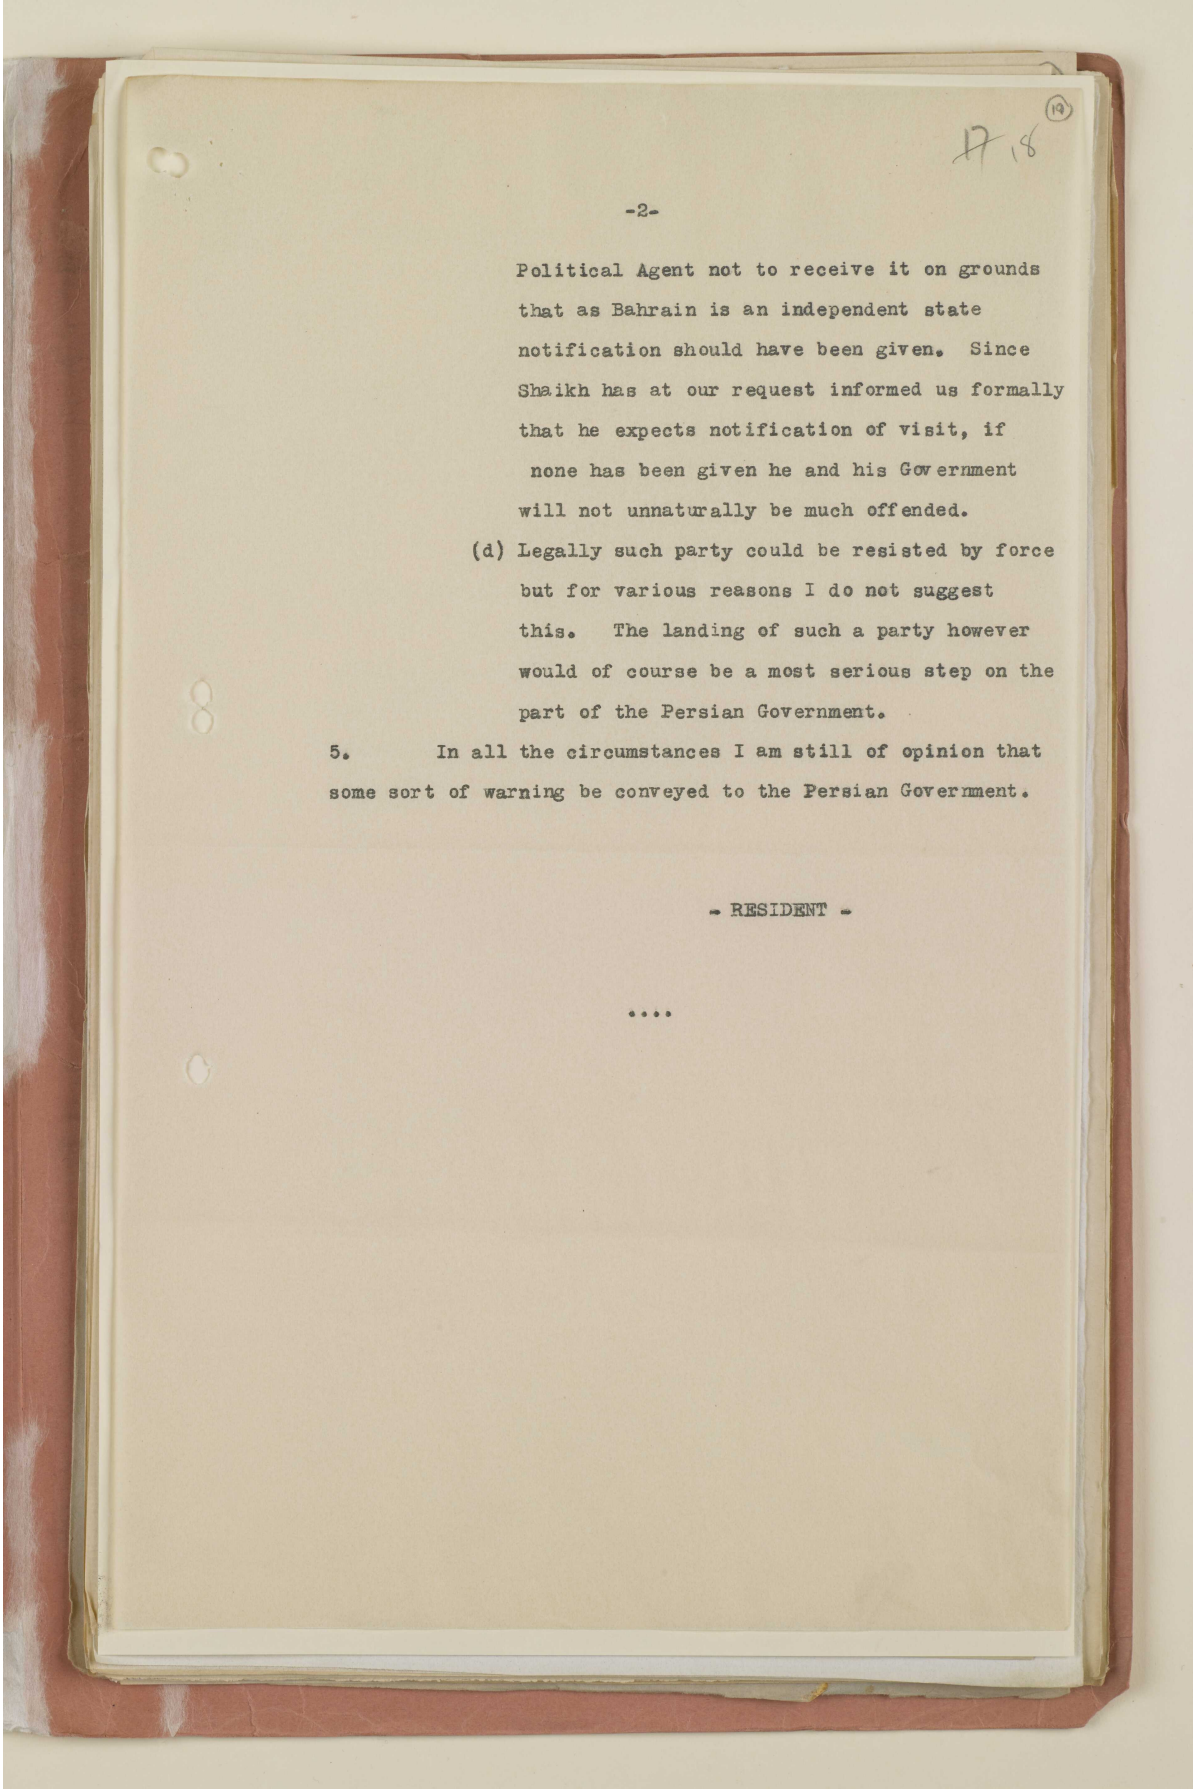 19
17 18
-2-
Political Agent not to receive it on grounds
that as Bahrain is an independent state
notification should have been given. Since
Shaikh has at our request informed us formally
that he expects notification of visit, if
none has been given he and his Government
will not unnaturally be much offended.
(d) Legally such party could be resisted by force
but for various reasons I do not suggest
this. The landing of such a party however
would of course be a most serious step on the
part of the Persian Government.
5. In all the circumstances I am still of opinion that
some sort of warning be conveyed to the Persian Government.
- RESIDENT -
....